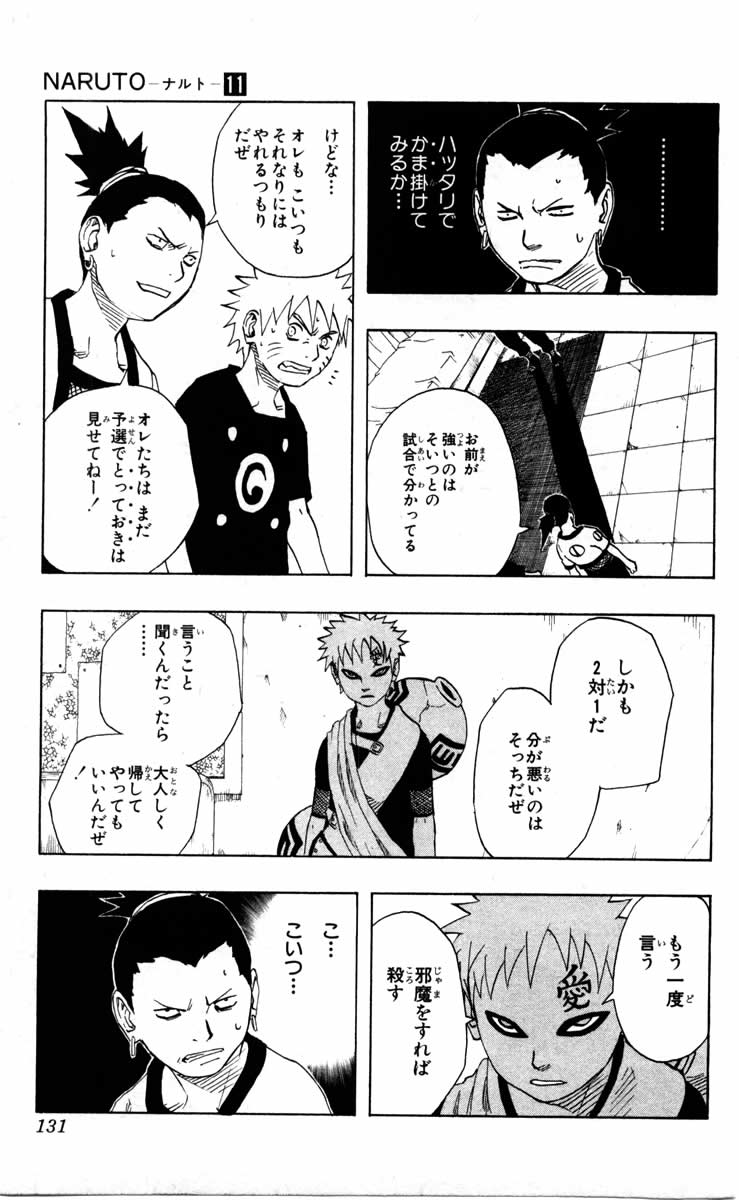 NARUTO―ナルト―11
…………
ハッタリで
かま掛けて
みるか…
お前が
強いのは
そいつとの
試合で分かってる
けどな…
オレも こいつも
それなりには
やれるつもり
だぜ
オレたちは まだ
予選でとっておきは
見せてねー！
しかも
2対1だ
分が悪いのは
そっちだぜ
言うこと
聞くんだったら
……
大人しく
帰して
やっても
いいんだぜ
！
愛
もう一度
言う
邪魔をすれば
殺す
愛
こ…
こいつ…
131